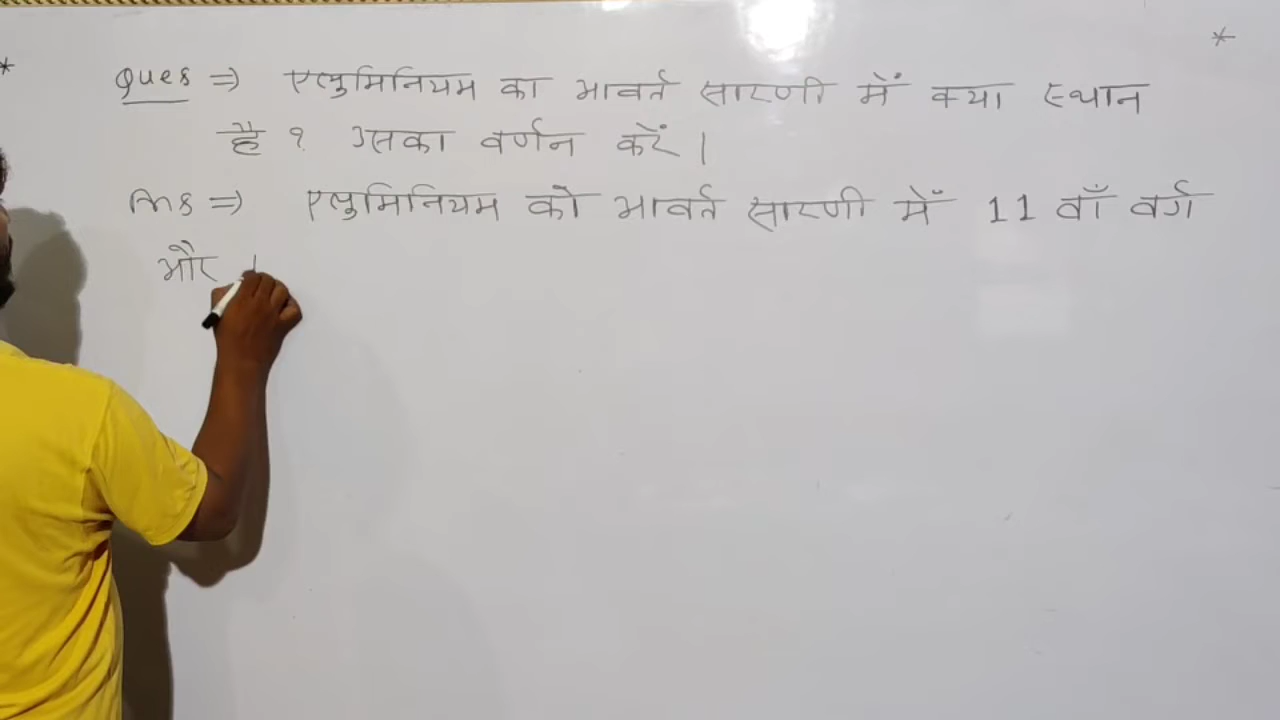 *
*
Ques ⇒ एलुमिनियम का आवर्त सारणी में क्या स्थान
है ? उसका वर्णन करें |
Ans ⇒ एलुमिनियम को आवर्त सारणी में 11 वाँ वर्ग
और